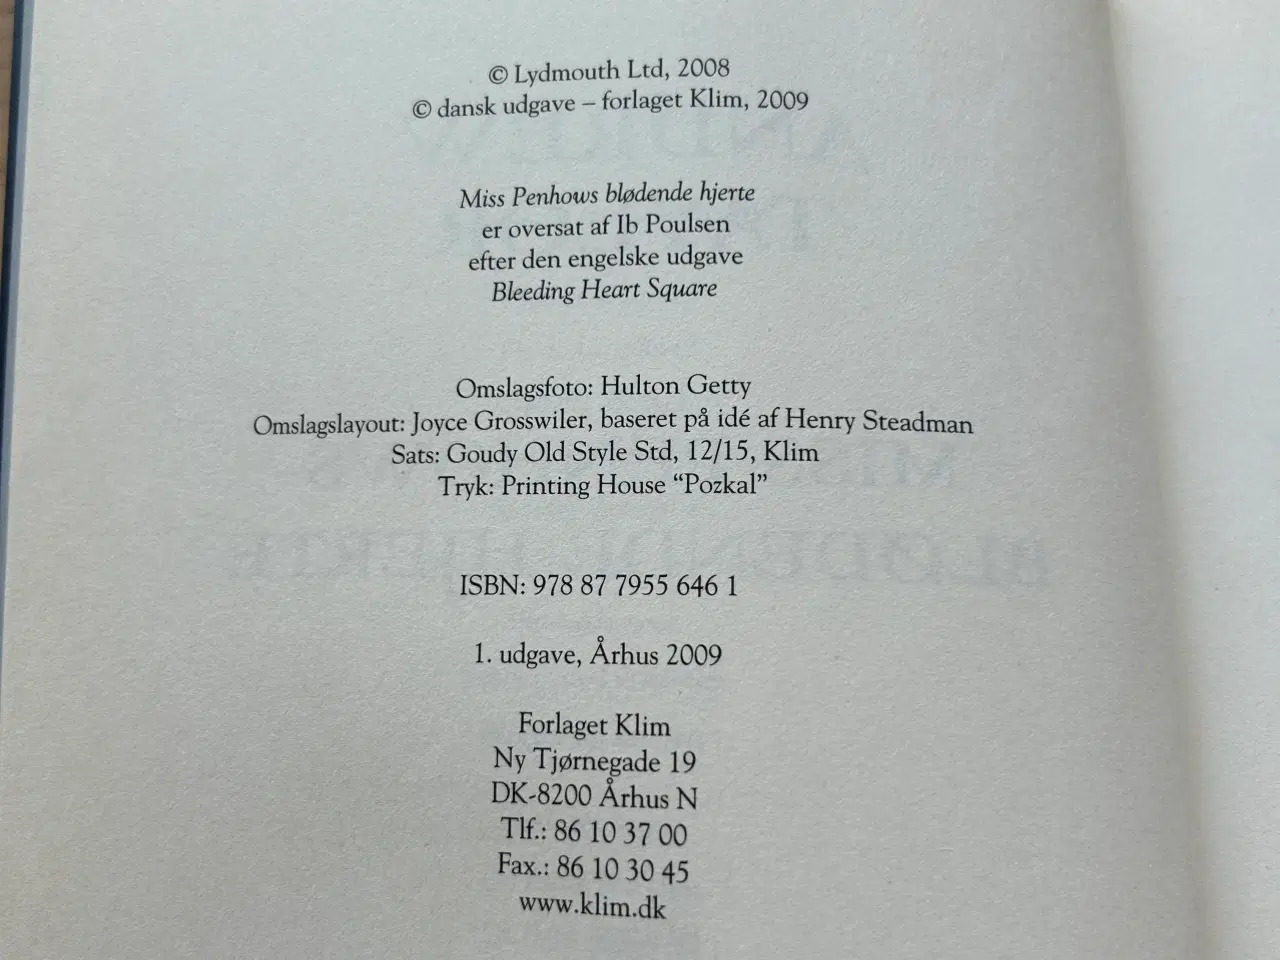 © Lydmouth Ltd, 2008
© dansk udgave – forlaget Klim, 2009
Miss Penhows blødende hjerte
er oversat af Ib Poulsen
efter den engelske udgave
Bleeding Heart Square
Omslagsfoto: Hulton Getty
Omslagslayout: Joyce Grosswiler, baseret på idé af Henry Steadman
Sats: Goudy Old Style Std, 12/15, Klim
Tryk: Printing House “Pozkal”
ISBN: 978 87 7955 646 1
1. udgave, Århus 2009
Forlaget Klim
Ny Tjørnegade 19
DK-8200 Århus N
Tlf.: 86 10 37 00
Fax.: 86 10 30 45
www.klim.dk